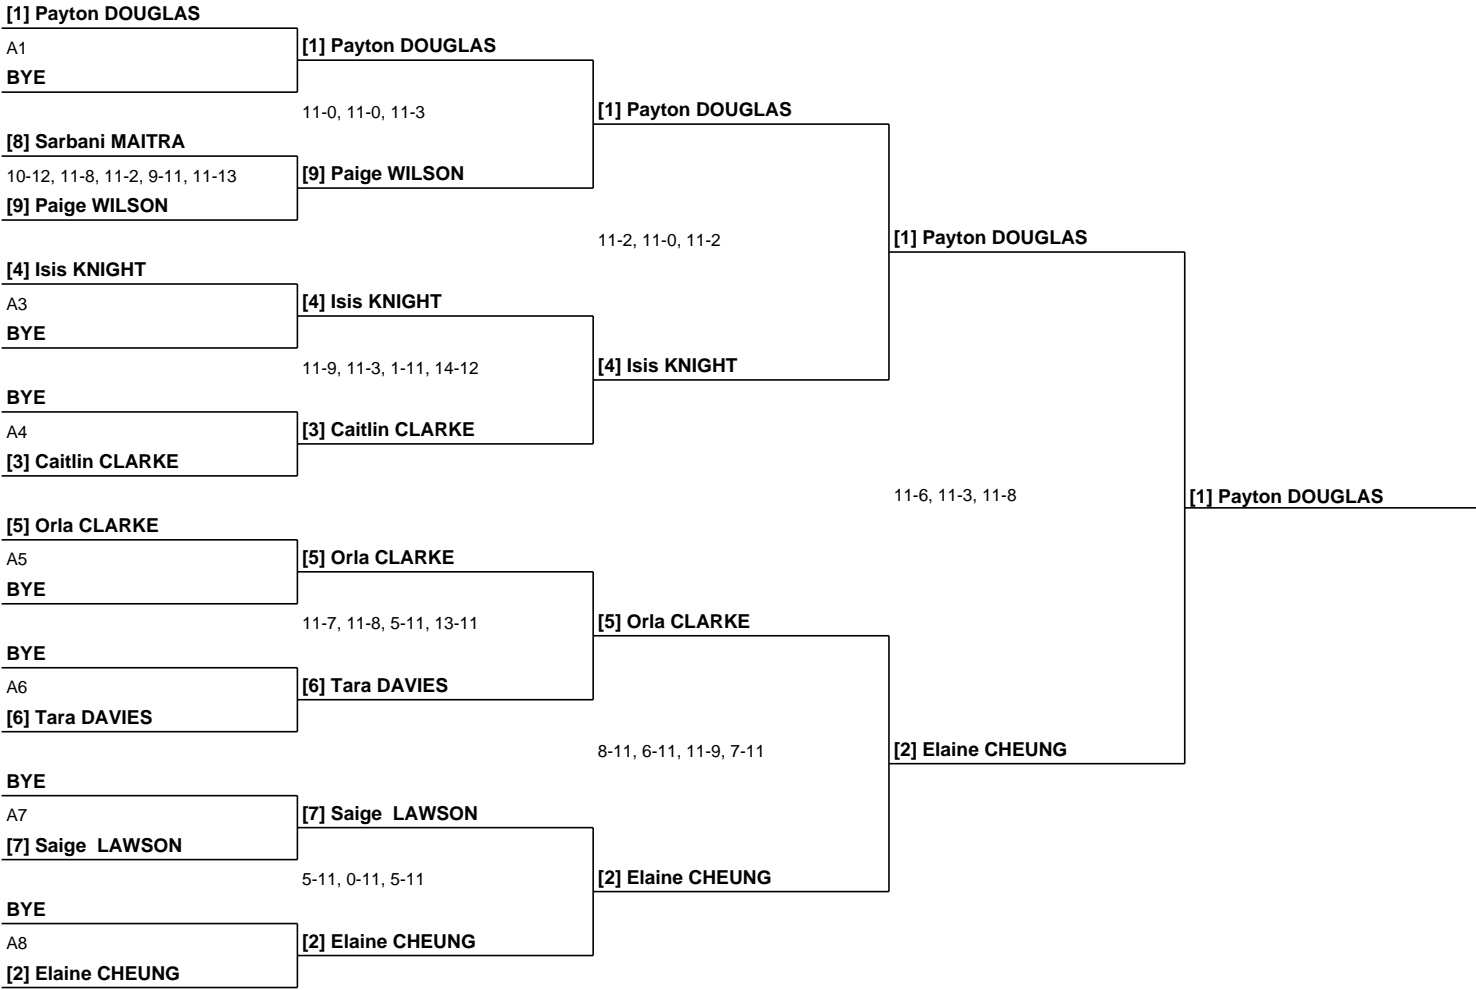 [1] Payton DOUGLAS
A1
BYE
[8] Sarbani MAITRA
10-12, 11-8, 11-2, 9-11, 11-13
[9] Paige WILSON
[4] Isis KNIGHT
A3
BYE
BYE
A4
[3] Caitlin CLARKE
[5] Orla CLARKE
A5
BYE
BYE
A6
[6] Tara DAVIES
BYE
A7
[7] Saige  LAWSON
BYE
A8
[2] Elaine CHEUNG
[1] Payton DOUGLAS
11-0, 11-0, 11-3
[9] Paige WILSON
[4] Isis KNIGHT
11-9, 11-3, 1-11, 14-12
[3] Caitlin CLARKE
[5] Orla CLARKE
11-7, 11-8, 5-11, 13-11
[6] Tara DAVIES
[7] Saige  LAWSON
5-11, 0-11, 5-11
[2] Elaine CHEUNG
[1] Payton DOUGLAS
11-2, 11-0, 11-2
[4] Isis KNIGHT
[5] Orla CLARKE
8-11, 6-11, 11-9, 7-11
[2] Elaine CHEUNG
[1] Payton DOUGLAS
11-6, 11-3, 11-8
[2] Elaine CHEUNG
[1] Payton DOUGLAS